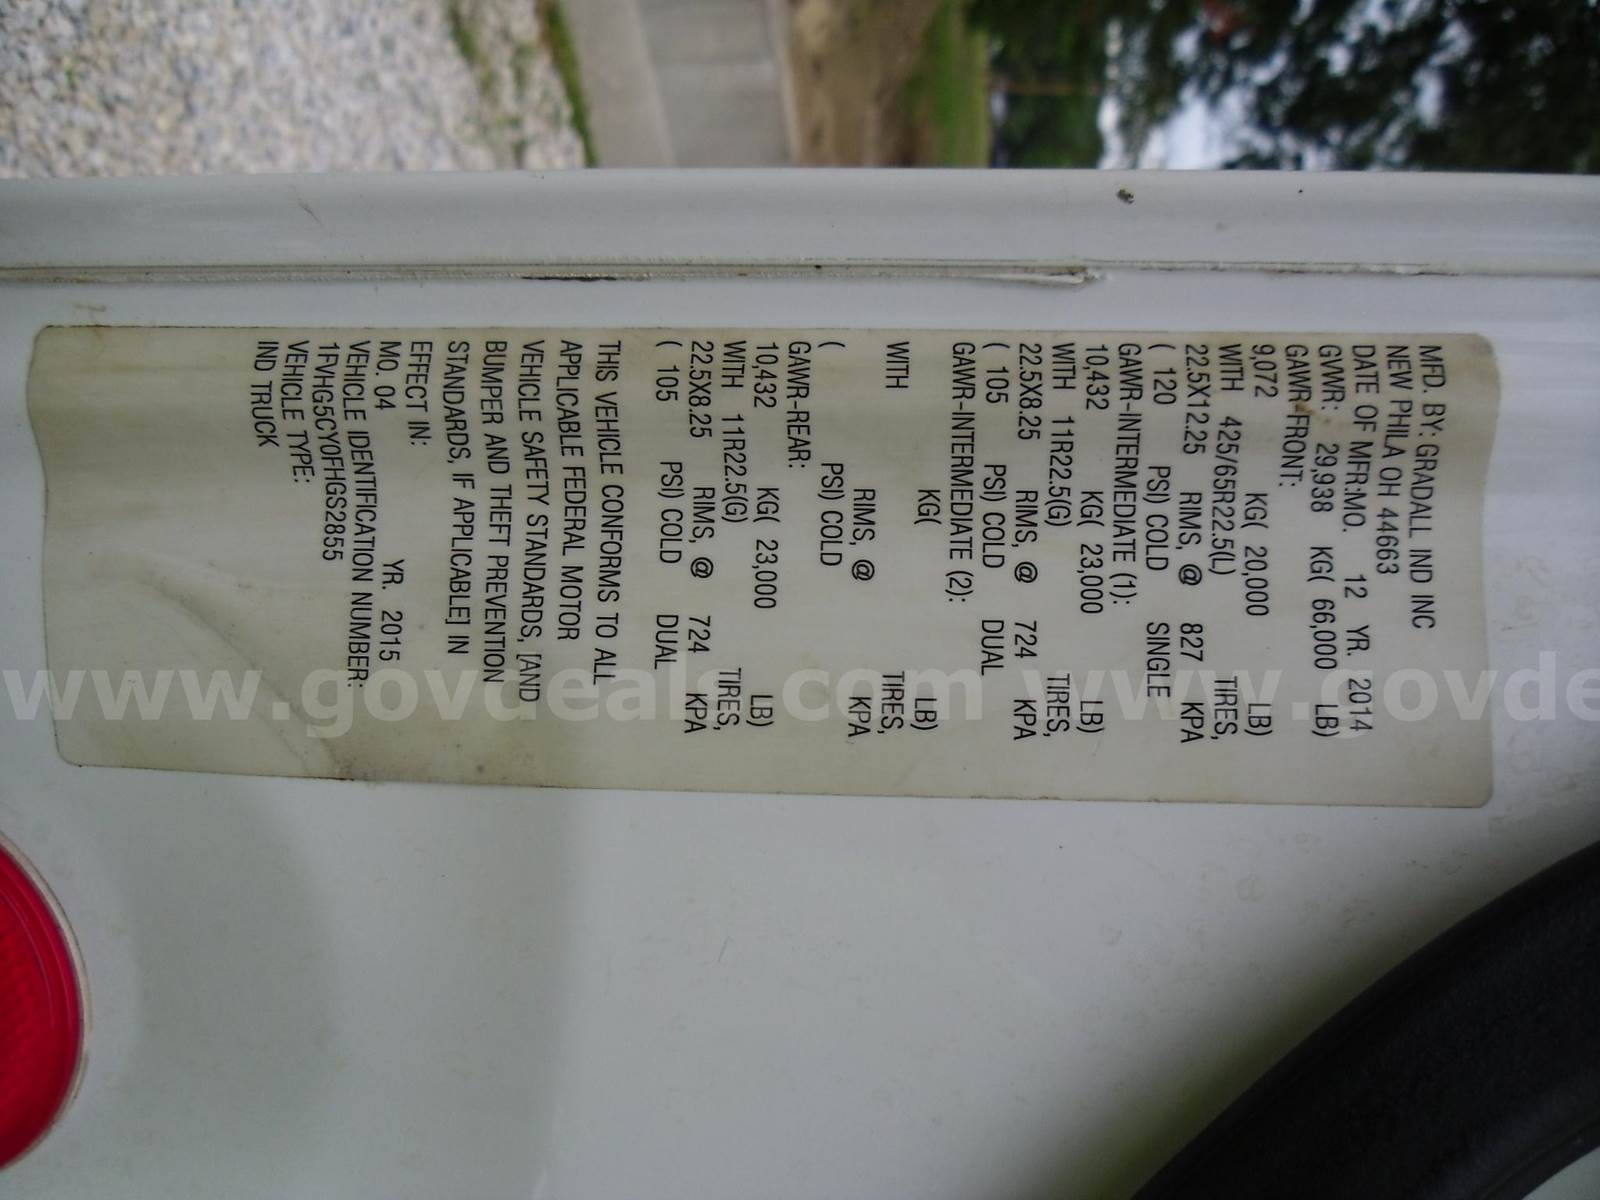 MFD. BY: GRADALL IND INC
NEW PHILA OH 44663
DATE OF MFR:MO. 12 YR. 2014
GVWR: 29,938 KG( 66,000 LB)
GAWR-FRONT:
9,072 KG( 20,000 LB)
WITH 425/65R22.5(L) TIRES,
22.5X12.25 RIMS, @ 827 KPA
( 120 PSI) COLD SINGLE
GAWR-INTERMEDIATE (1):
10,432 KG( 23,000 LB)
WITH 11R22.5(G) TIRES,
22.5X8.25 RIMS, @ 724 KPA
( 105 PSI) COLD DUAL
GAWR-INTERMEDIATE (2):
KG( LB)
WITH TIRES,
RIMS, @ KPA
( PSI) COLD
GAWR-REAR:
10,432 KG( 23,000 LB)
WITH 11R22.5(G) TIRES,
22.5X8.25 RIMS, @ 724 KPA
( 105 PSI) COLD DUAL
THIS VEHICLE CONFORMS TO ALL
APPLICABLE FEDERAL MOTOR
VEHICLE SAFETY STANDARDS, [AND
BUMPER AND THEFT PREVENTION
STANDARDS, IF APPLICABLE] IN
EFFECT IN:
MO. 04 YR. 2015
VEHICLE IDENTIFICATION NUMBER:
1FVHG5CY0FHGS2855
VEHICLE TYPE:
IND TRUCK
www.govdeals.com www.govde